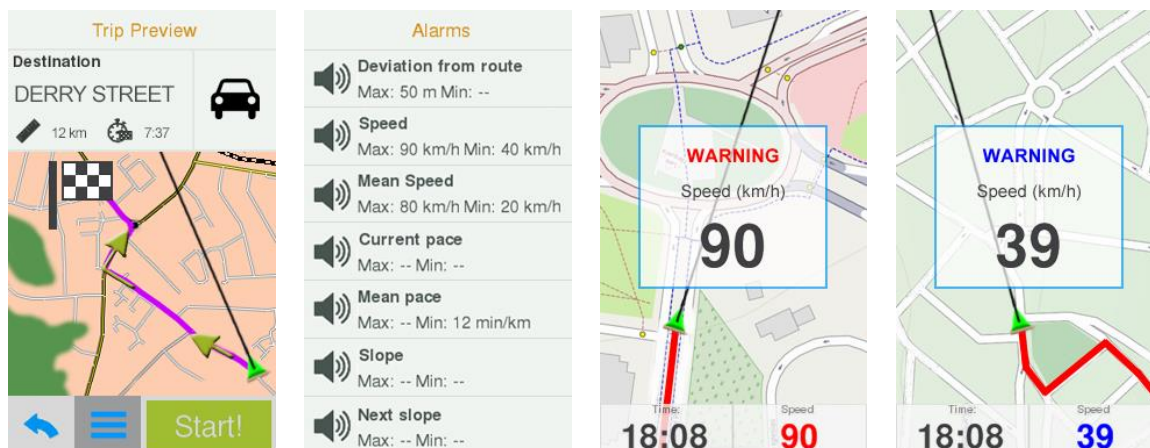 Trip Preview
Destination
DERRY STREET
12 km 7:37
Start!
Alarms
Deviation from route
Max: 50 m Min: --
Speed
Max: 90 km/h Min: 40 km/h
Mean Speed
Max: 80 km/h Min: 20 km/h
Current pace
Max: -- Min: --
Mean pace
Max: -- Min: 12 min/km
Slope
Max: -- Min: --
Next slope
Max: -- Min: --
WARNING
Speed (km/h)
90
Time: Speed
18:08 90
WARNING
Speed (km/h)
39
Time: Speed
18:08 39